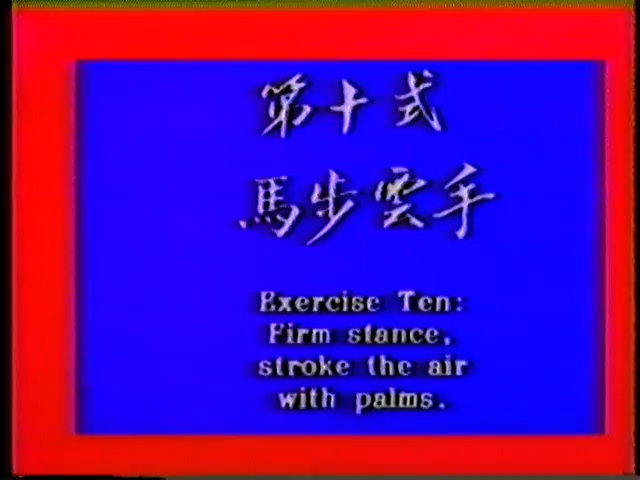 第十式
馬步雲手
Exercise Ten:
Firm stance,
stroke the air
with palms.